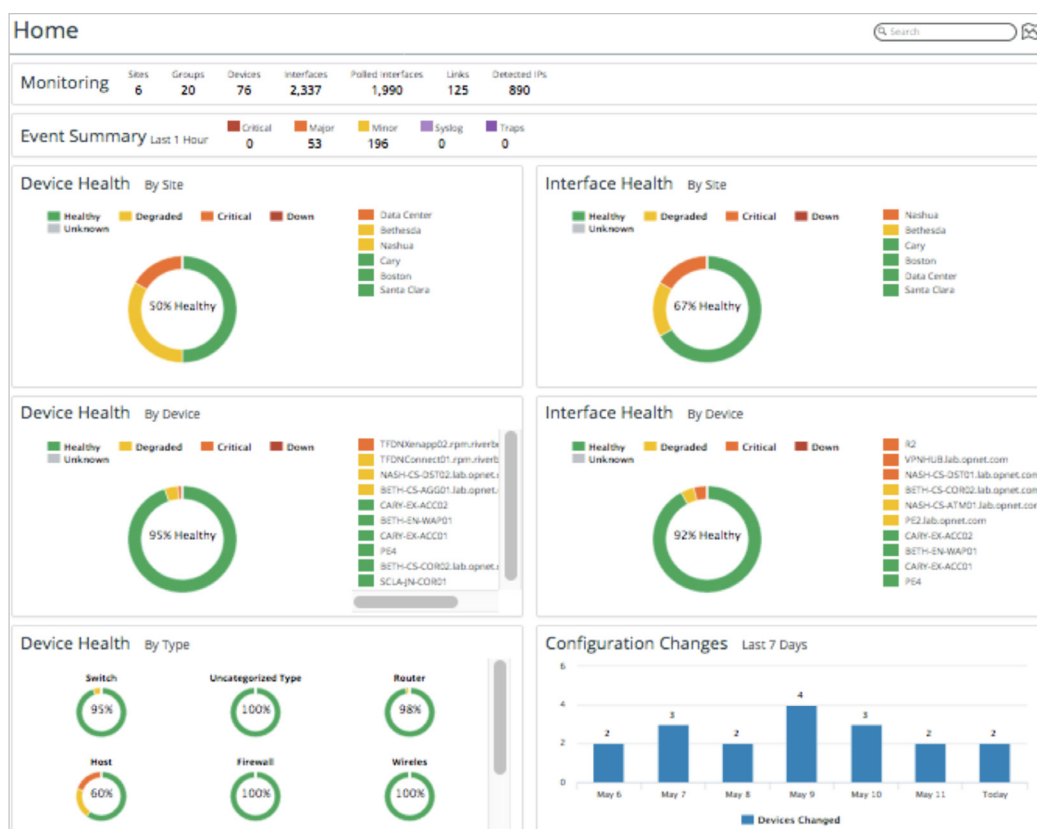 Home
Search
Monitoring
Sites Groups Devices Interfaces Polled Interfaces Links Detected IPs
6 20 76 2,337 1,990 125 890
Event Summary Last 1 Hour
Critical Major Minor Syslog Traps
0 53 196 0 0
Device Health By Site
Healthy Degraded Critical Down
Unknown
50% Healthy
Data Center
Bethesda
Nashua
Cary
Boston
Santa Clara
Interface Health By Site
Healthy Degraded Critical Down
Unknown
67% Healthy
Nashua
Bethesda
Cary
Boston
Data Center
Santa Clara
Device Health By Device
Healthy Degraded Critical Down
Unknown
95% Healthy
TFDNXenapp02.rpm.riverb
TFDNConnect01.rpm.riverb
NASH-CS-DST02.lab.opnet.
BETH-CS-AGG01.lab.opnet.
CARY-EX-ACC02
BETH-EN-WAP01
CARY-EX-ACC01
PE4
BETH-CS-COR02.lab.opnet.
SCLA-JN-COR01
Interface Health By Device
Healthy Degraded Critical Down
Unknown
92% Healthy
R2
VPNHUB.lab.opnet.com
NASH-CS-DST01.lab.opnet.com
BETH-CS-COR02.lab.opnet.com
NASH-CS-ATM01.lab.opnet.com
PE2.lab.opnet.com
CARY-EX-ACC02
BETH-EN-WAP01
CARY-EX-ACC01
PE4
Device Health By Type
Switch Uncategorized Type Router
95% 100% 98%
Host Firewall Wireles
60% 100% 100%
Configuration Changes Last 7 Days
6
4
2
0
2 3 2 4 3 2 2
May 6 May 7 May 8 May 9 May 10 May 11 Today
Devices Changed